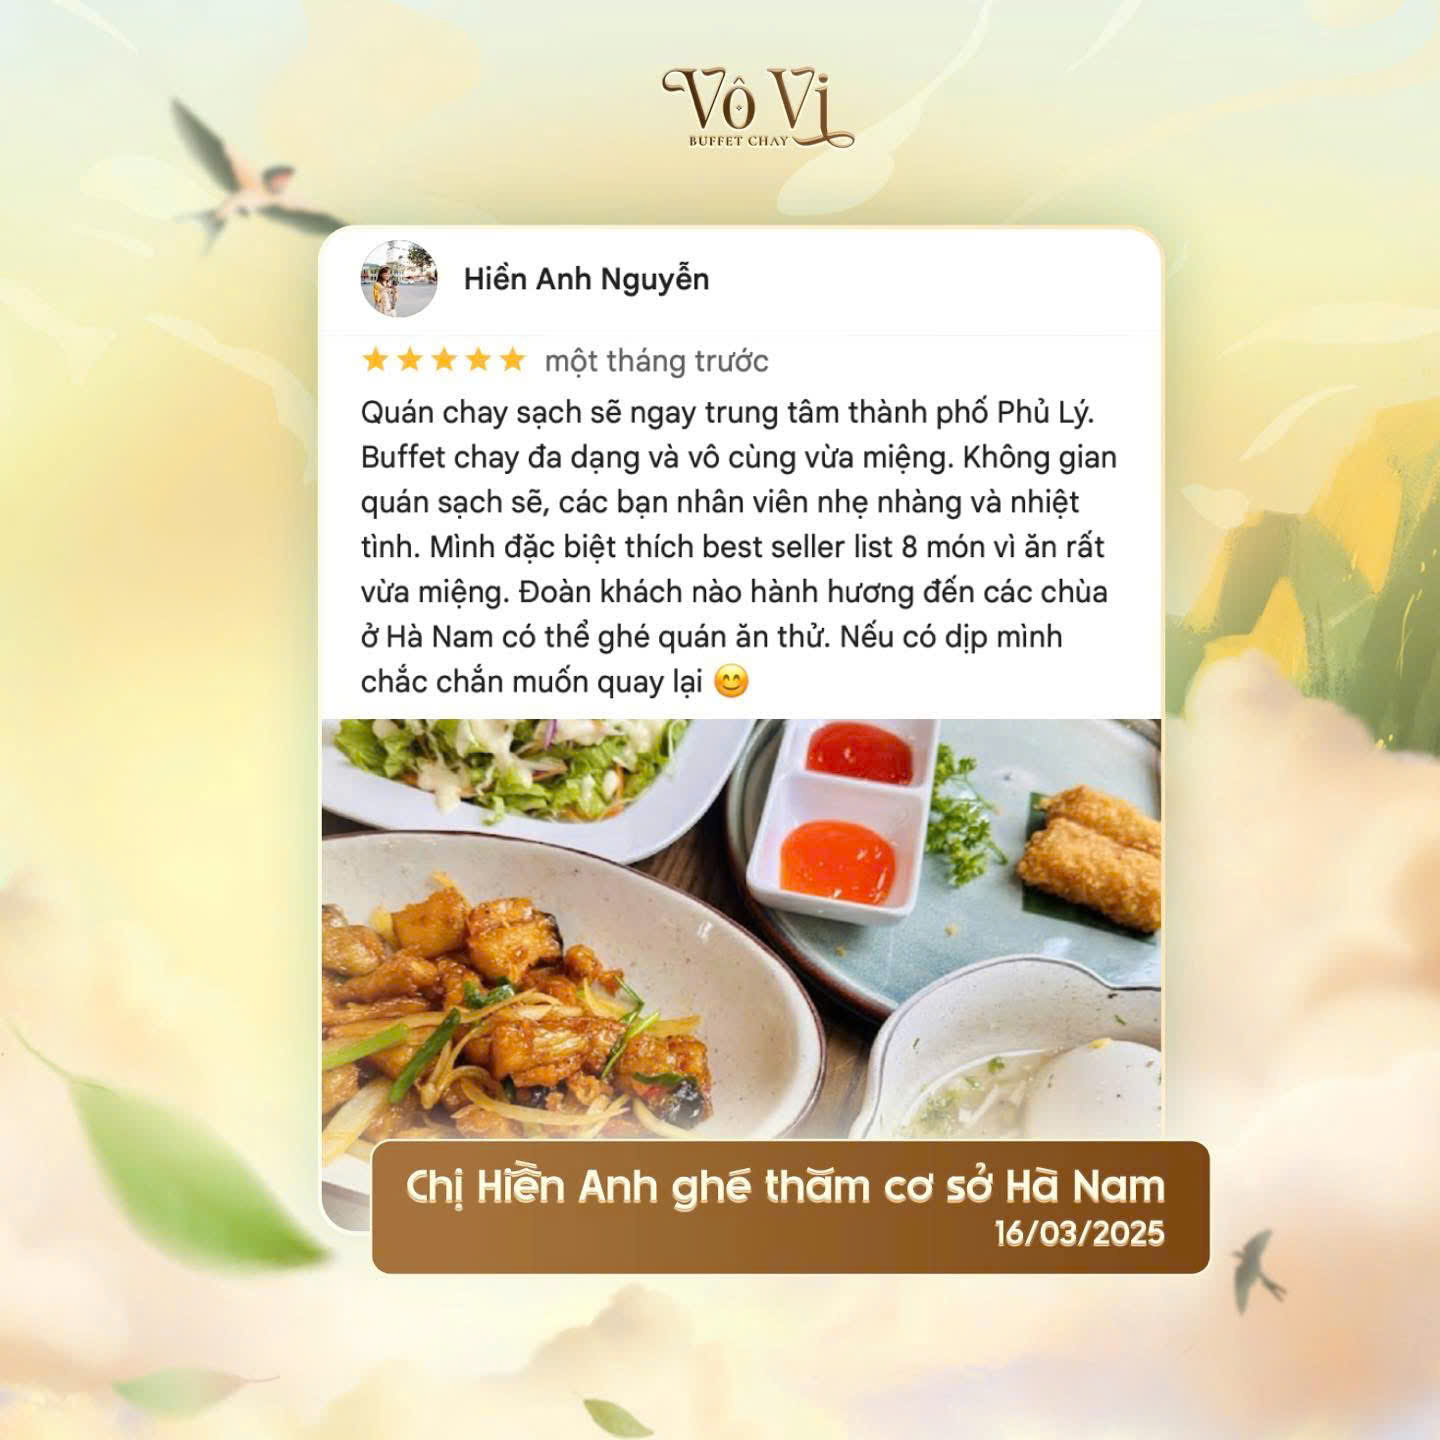 Vô Vị
BUFFET CHAY
Hiền Anh Nguyễn
một tháng trước
Quán chay sạch sẽ ngay trung tâm thành phố Phủ Lý.
Buffet chay đa dạng và vô cùng vừa miệng. Không gian
quán sạch sẽ, các bạn nhân viên nhẹ nhàng và nhiệt
tình. Mình đặc biệt thích best seller list 8 món vì ăn rất
vừa miệng. Đoàn khách nào hành hương đến các chùa
ở Hà Nam có thể ghé quán ăn thử. Nếu có dịp mình
chắc chắn muốn quay lại 😊
Chị Hiền Anh ghé thăm cơ sở Hà Nam
16/03/2025